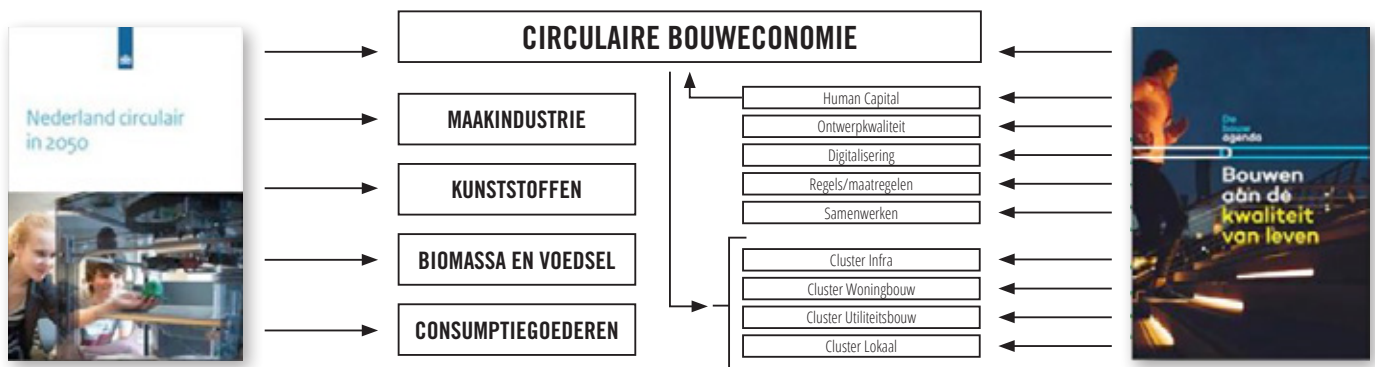 CIRCULAIRE BOUWECONOMIE
Nederland circulair
in 2050
MAAKINDUSTRIE
KUNSTSTOFFEN
BIOMASSA EN VOEDSEL
CONSUMPTIEGOEDEREN
Human Capital
Ontwerpkwaliteit
Digitalisering
Regels/maatregelen
Samenwerken
Cluster Infra
Cluster Woningbouw
Cluster Utiliteitsbouw
Cluster Lokaal
De
bouw
agenda
Bouwen
aan de
kwaliteit
van leven